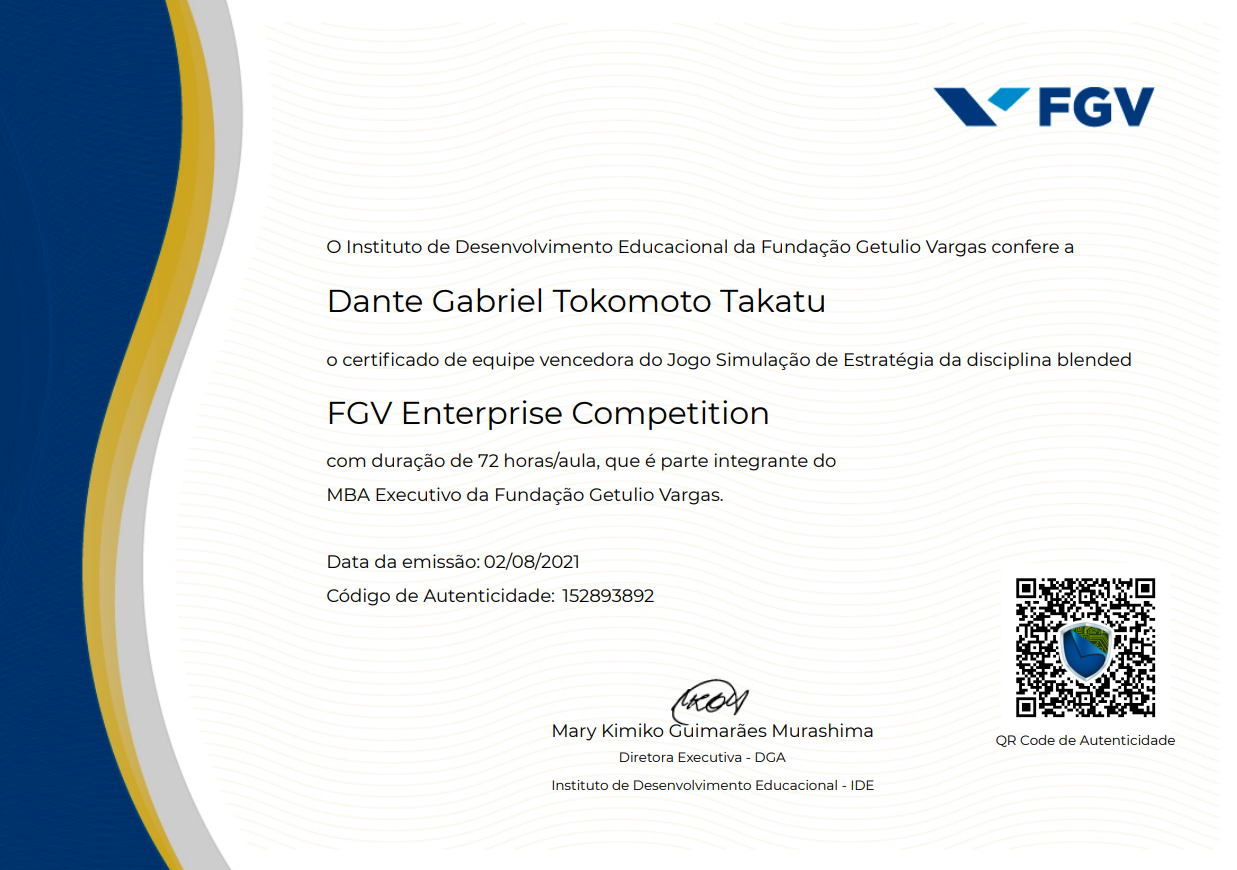 FGV
O Instituto de Desenvolvimento Educacional da Fundação Getulio Vargas confere a
Dante Gabriel Tokomoto Takatu
o certificado de equipe vencedora do Jogo Simulação de Estratégia da disciplina blended
FGV Enterprise Competition
com duração de 72 horas/aula, que é parte integrante do
MBA Executivo da Fundação Getulio Vargas.
Data da emissão: 02/08/2021
Código de Autenticidade: 152893892
Mary Kimiko Guimarães Murashima
Diretora Executiva - DGA
Instituto de Desenvolvimento Educacional - IDE
QR Code de Autenticidade